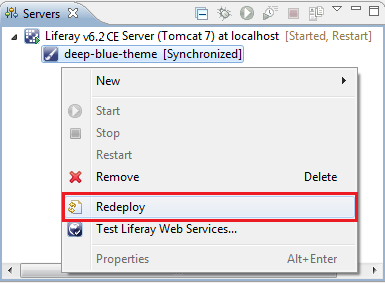 Servers
Liferay v6.2 CE Server (Tomcat 7) at localhost [Started, Restart]
deep-blue-theme [Synchronized]
New
Start
Stop
Restart
Remove Delete
Redeploy
Test Liferay Web Services...
Properties Alt+Enter